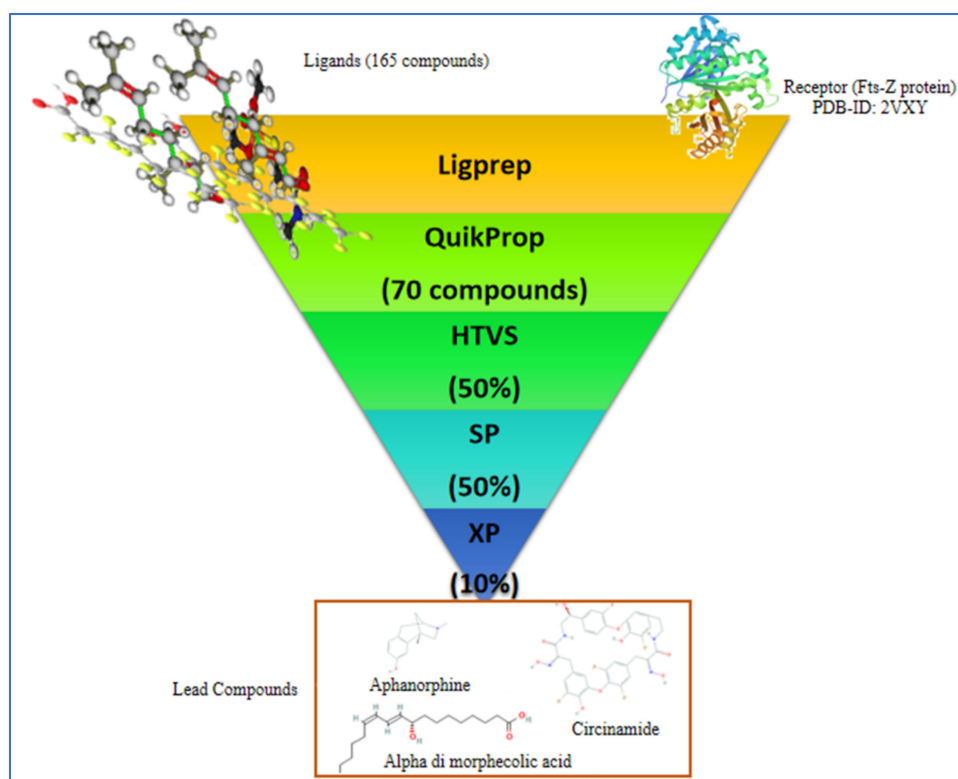 Ligands (165 compounds)
Receptor (Fts-Z protein)
PDB-ID: 2VXY
Ligprep
QuikProp
(70 compounds)
HTVS
(50%)
SP
(50%)
XP
(10%)
Lead Compounds
Aphanorphine
Circinamide
Alpha di morphecolic acid